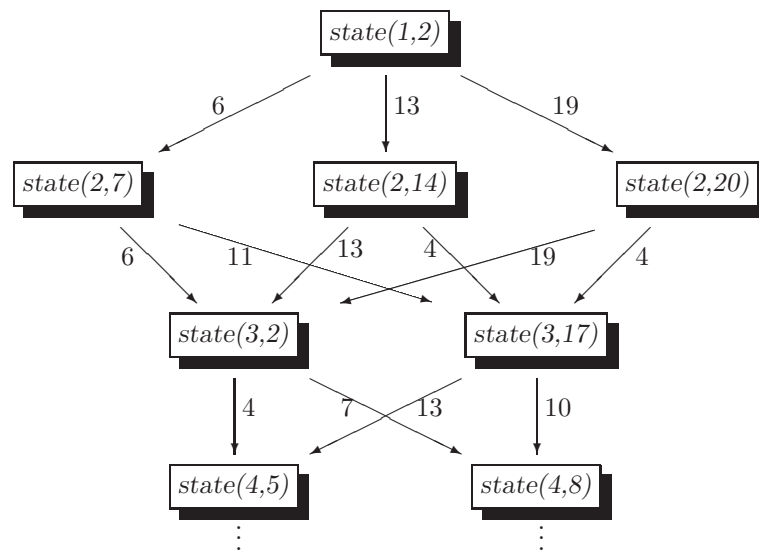 state(1,2)
6 13 19
state(2,7) state(2,14) state(2,20)
6 11 13 4 19 4
state(3,2) state(3,17)
4 7 13 10
state(4,5) state(4,8)
⋮ ⋮